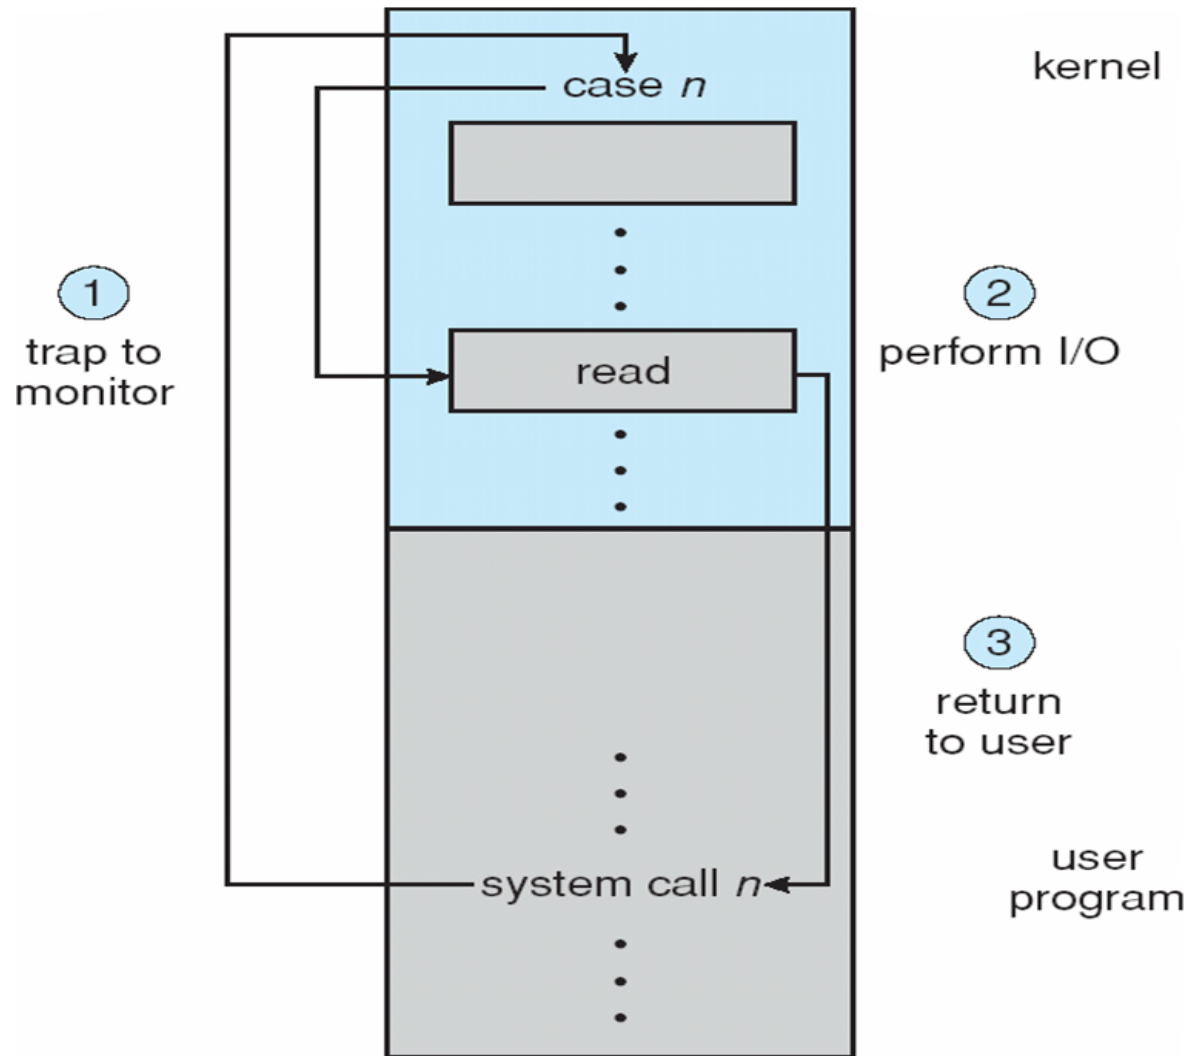 case n
kernel
1
trap to
monitor
2
perform I/O
read
3
return
to user
user
program
system call n